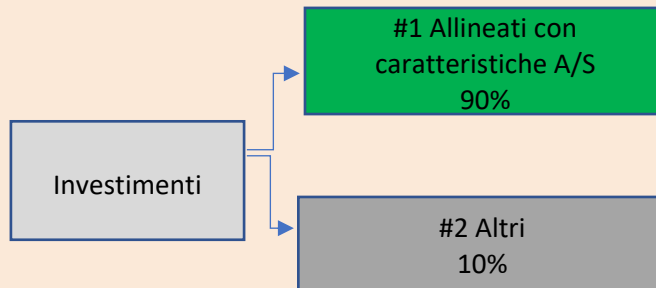 #1 Allineati con
caratteristiche A/S
90%
Investimenti
#2 Altri
10%